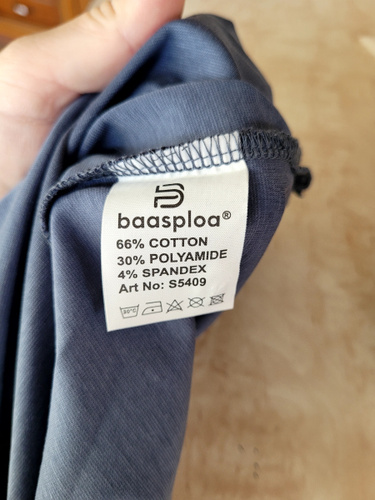 baasploa®
66% COTTON
30% POLYAMIDE
4% SPANDEX
Art No: S5409